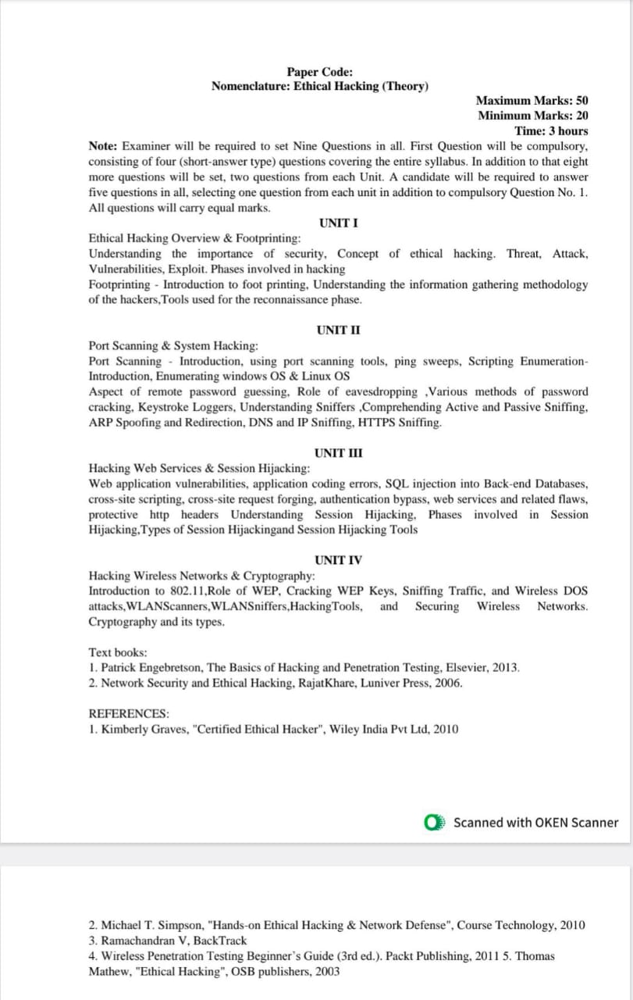 Paper Code:
Nomenclature: Ethical Hacking (Theory)
Maximum Marks: 50
Minimum Marks: 20
Time: 3 hours
Note: Examiner will be required to set Nine Questions in all. First Question will be compulsory,
consisting of four (short-answer type) questions covering the entire syllabus. In addition to that eight
more questions will be set, two questions from each Unit. A candidate will be required to answer
five questions in all, selecting one question from each unit in addition to compulsory Question No. 1.
All questions will carry equal marks.
UNIT I
Ethical Hacking Overview & Footprinting:
Understanding the importance of security, Concept of ethical hacking. Threat, Attack,
Vulnerabilities, Exploit. Phases involved in hacking
Footprinting - Introduction to foot printing, Understanding the information gathering methodology
of the hackers,Tools used for the reconnaissance phase.
UNIT II
Port Scanning & System Hacking:
Port Scanning - Introduction, using port scanning tools, ping sweeps, Scripting Enumeration-
Introduction, Enumerating windows OS & Linux OS
Aspect of remote password guessing, Role of eavesdropping ,Various methods of password
cracking, Keystroke Loggers, Understanding Sniffers ,Comprehending Active and Passive Sniffing,
ARP Spoofing and Redirection, DNS and IP Sniffing, HTTPS Sniffing.
UNIT III
Hacking Web Services & Session Hijacking:
Web application vulnerabilities, application coding errors, SQL injection into Back-end Databases,
cross-site scripting, cross-site request forging, authentication bypass, web services and related flaws,
protective http headers Understanding Session Hijacking, Phases involved in Session
Hijacking,Types of Session Hijackingand Session Hijacking Tools
UNIT IV
Hacking Wireless Networks & Cryptography:
Introduction to 802.11,Role of WEP, Cracking WEP Keys, Sniffing Traffic, and Wireless DOS
attacks,WLANScanners,WLANSniffers,HackingTools, and Securing Wireless Networks.
Cryptography and its types.
Text books:
1. Patrick Engebretson, The Basics of Hacking and Penetration Testing, Elsevier, 2013.
2. Network Security and Ethical Hacking, RajatKhare, Luniver Press, 2006.
REFERENCES:
1. Kimberly Graves, "Certified Ethical Hacker", Wiley India Pvt Ltd, 2010
Scanned with OKEN Scanner
2. Michael T. Simpson, "Hands-on Ethical Hacking & Network Defense", Course Technology, 2010
3. Ramachandran V, BackTrack
4. Wireless Penetration Testing Beginner's Guide (3rd ed.). Packt Publishing, 2011 5. Thomas
Mathew, "Ethical Hacking", OSB publishers, 2003